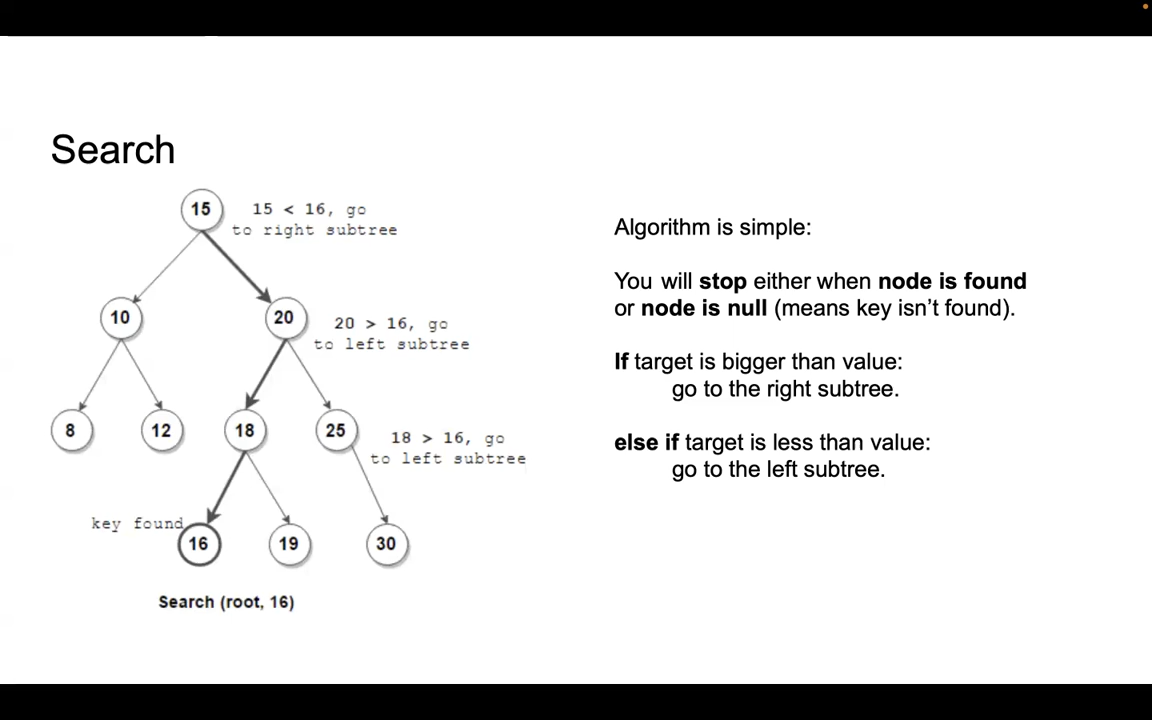 Search
15
15 < 16, go
to right subtree
10
20
20 > 16, go
to left subtree
8
12
18
25
18 > 16, go
to left subtree
key found
16
19
30
Search (root, 16)
Algorithm is simple:
You will stop either when node is found
or node is null (means key isn’t found).
If target is bigger than value:
go to the right subtree.
else if target is less than value:
go to the left subtree.